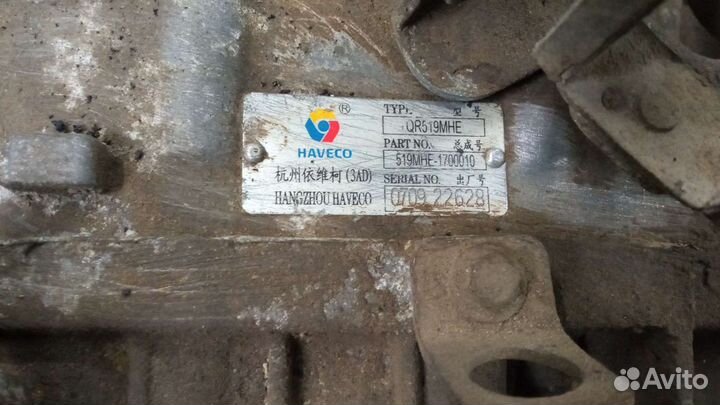 ®
HAVECO
杭州依维柯(3AD)
HANGZHOU HAVECO
TYPE. 型号
QR519MHE
PART NO. 总成号
519MHE-1700010
SERIAL NO. 出厂号
0709 22628
Avito